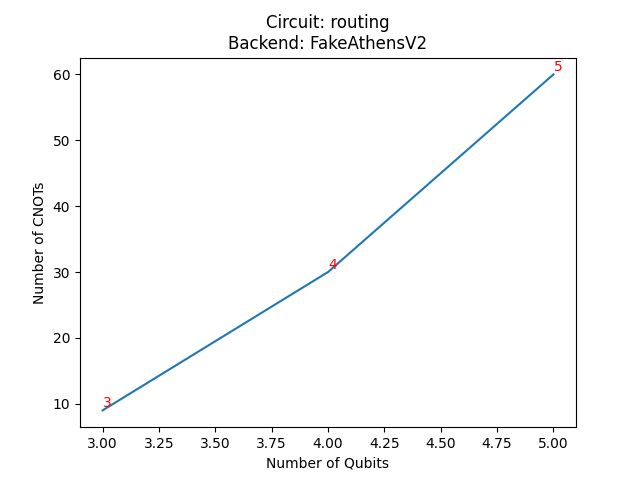 Circuit: routing
Backend: FakeAthensV2
60
50
40
30
20
10
Number of CNOTs
3
4
5
3.00 3.25 3.50 3.75 4.00 4.25 4.50 4.75 5.00
Number of Qubits